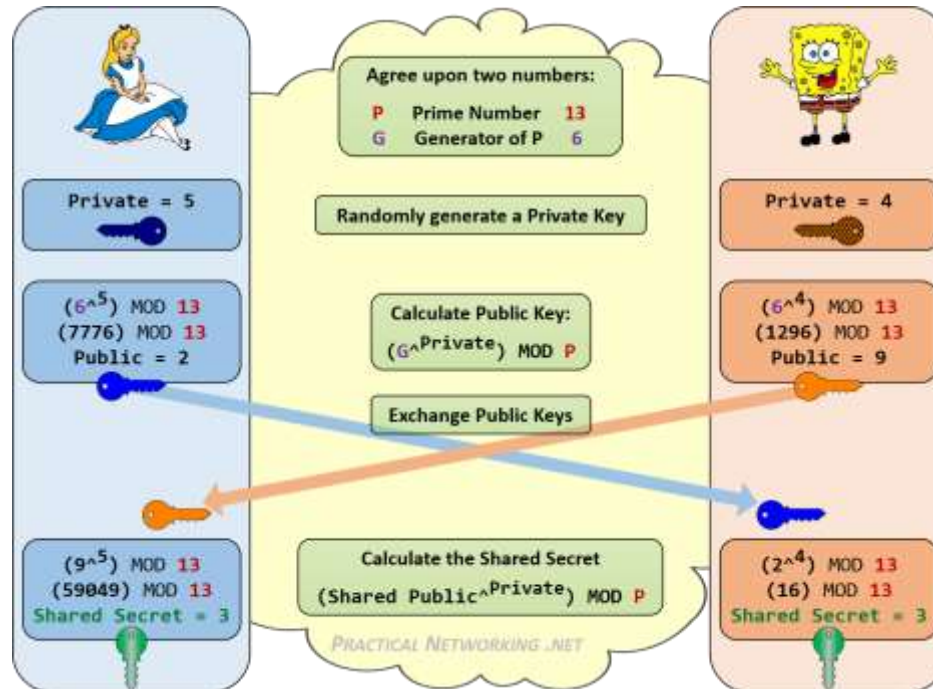 Agree upon two numbers:
P Prime Number 13
G Generator of P 6
Private = 5
Randomly generate a Private Key
Private = 4
(6^5) MOD 13
(7776) MOD 13
Public = 2
Calculate Public Key:
(G^Private) MOD P
(6^4) MOD 13
(1296) MOD 13
Public = 9
Exchange Public Keys
(9^5) MOD 13
(59049) MOD 13
Shared Secret = 3
Calculate the Shared Secret
(Shared Public^Private) MOD P
(2^4) MOD 13
(16) MOD 13
Shared Secret = 3
PRACTICAL NETWORKING .NET